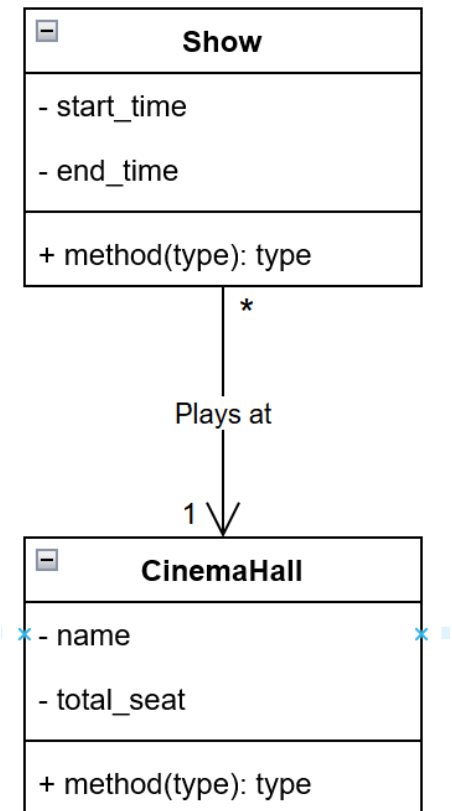 Show
- start_time
- end_time
+ method(type): type
*
Plays at
1
CinemaHall
- name
- total_seat
+ method(type): type